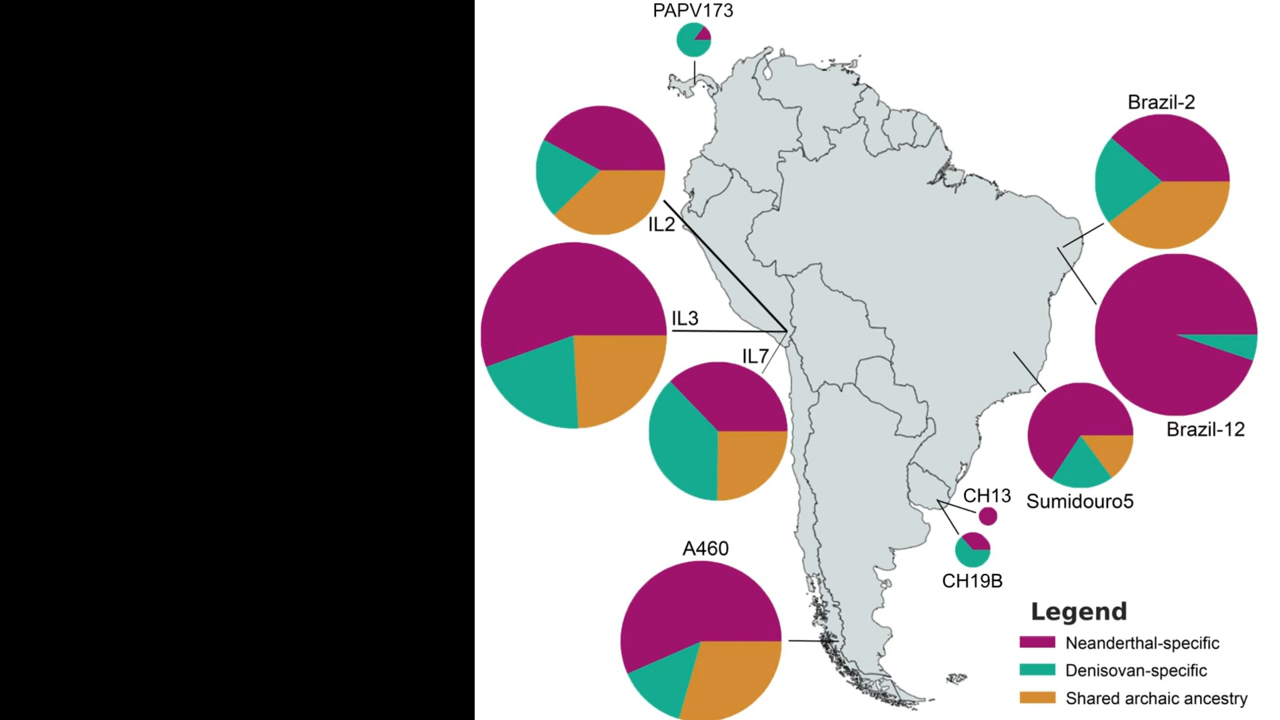 PAPV173
Brazil-2
IL2
IL3
IL7
Brazil-12
CH13
Sumidouro5
A460
CH19B
Legend
Neanderthal-specific
Denisovan-specific
Shared archaic ancestry